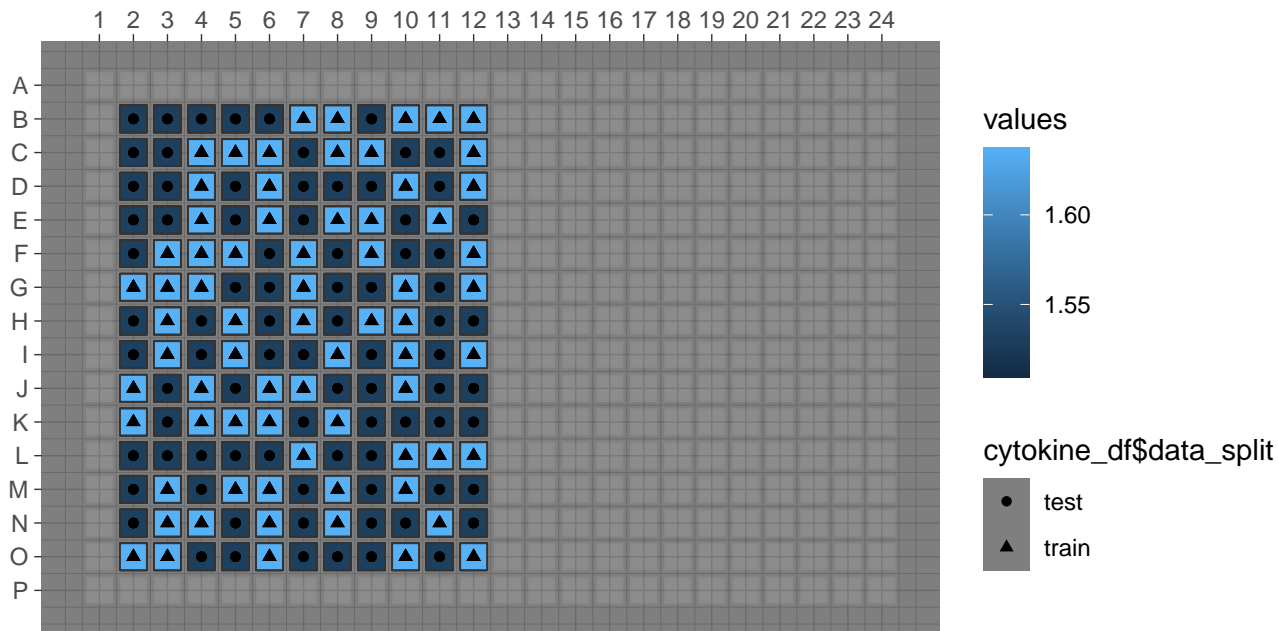 1 2 3 4 5 6 7 8 9 10 11 12 13 14 15 16 17 18 19 20 21 22 23 24
A
B
C
D
E
F
G
H
I
J
K
L
M
N
O
P
values
1.60
1.55
cytokine_df$data_split
test
train